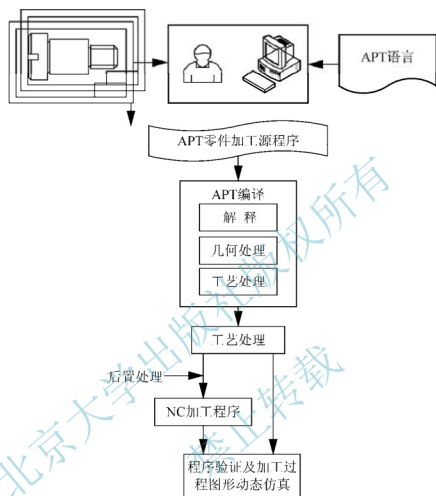 APT语言
APT零件加工源程序
APT编译
解 释
几何处理
工艺处理
工艺处理
后置处理
NC加工程序
程序验证及加工过
程图形动态仿真
北京大学出版社版权所有
禁止转载